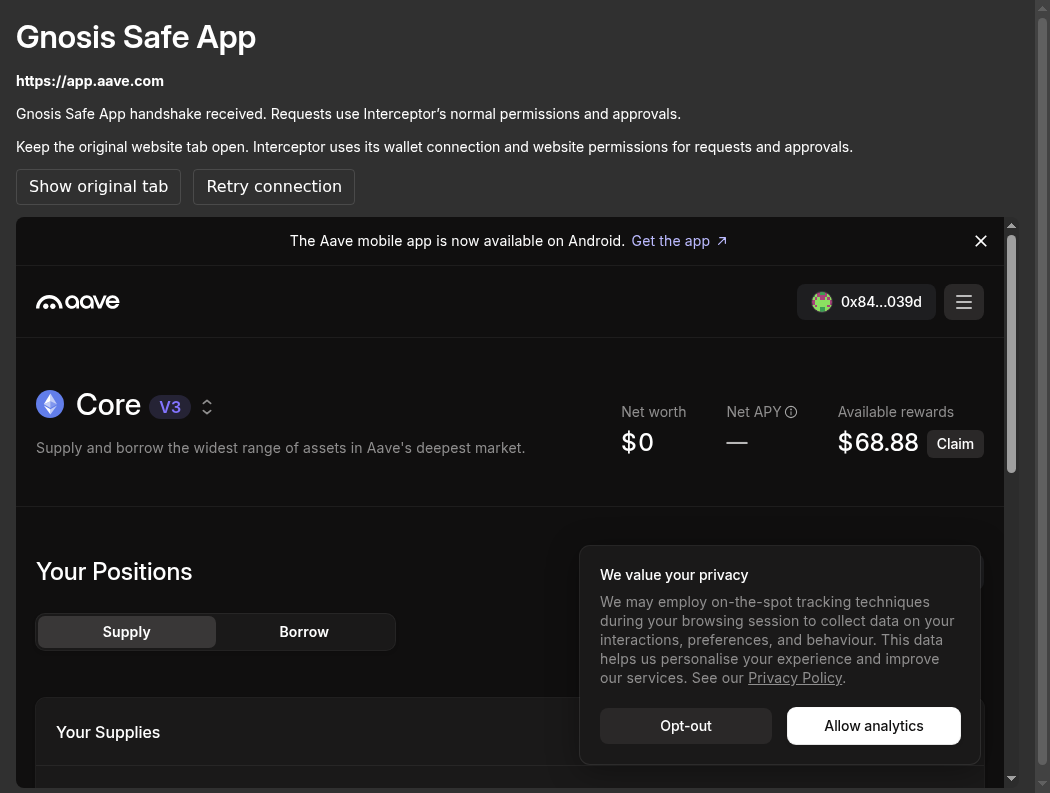 Gnosis Safe App
https://app.aave.com
Gnosis Safe App handshake received. Requests use Interceptor’s normal permissions and approvals.
Keep the original website tab open. Interceptor uses its wallet connection and website permissions for requests and approvals.
Show original tab
Retry connection
The Aave mobile app is now available on Android. Get the app
aave
0x84...039d
Core V3
Supply and borrow the widest range of assets in Aave's deepest market.
Net worth
$0
Net APY
—
Available rewards
$68.88
Claim
Your Positions
Supply
Borrow
Your Supplies
We value your privacy
We may employ on-the-spot tracking techniques
during your browsing session to collect data on your
interactions, preferences, and behaviour. This data
helps us personalise your experience and improve
our services. See our Privacy Policy.
Opt-out
Allow analytics